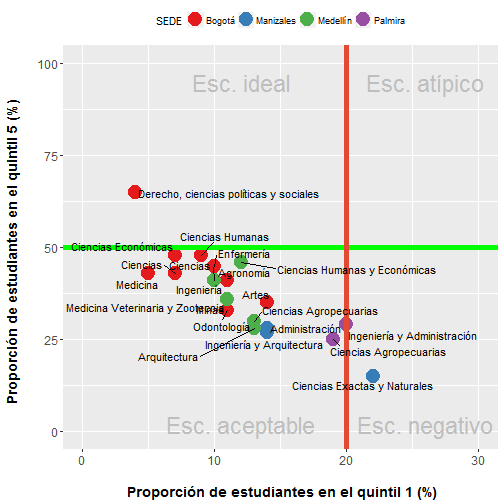 SEDE Bogotá Manizales Medellín Palmira
Proporción de estudiantes en el quintil 5 (%)
100
75
50
25
0
Esc. ideal
Esc. atípico
Derecho, ciencias políticas y sociales
Ciencias Humanas
Ciencias Económicas
Enfermería
Ciencias
Ciencias
Agronomía
Ciencias Humanas y Económicas
Medicina
Ingeniería
Artes
Medicina Veterinaria y Zootecnia
Minas
Ciencias Agropecuarias
Odontología
Administración
Ingeniería y Administración
Ingeniería y Arquitectura
Ciencias Agropecuarias
Arquitectura
Ciencias Exactas y Naturales
Esc. aceptable
Esc. negativo
0
10
20
30
Proporción de estudiantes en el quintil 1 (%)